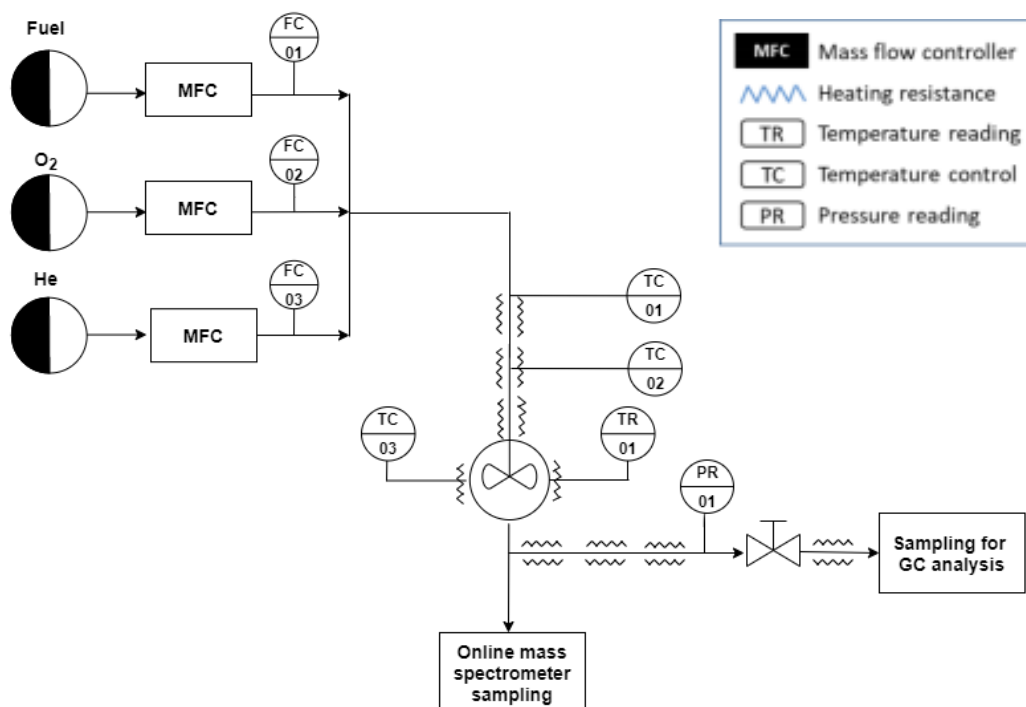 Fuel
MFC
FC
01
O2
MFC
FC
02
He
MFC
FC
03
MFC Mass flow controller
Heating resistance
TR Temperature reading
TC Temperature control
PR Pressure reading
TC
01
TC
02
TC
03
TR
01
PR
01
Sampling for
GC analysis
Online mass
spectrometer
sampling